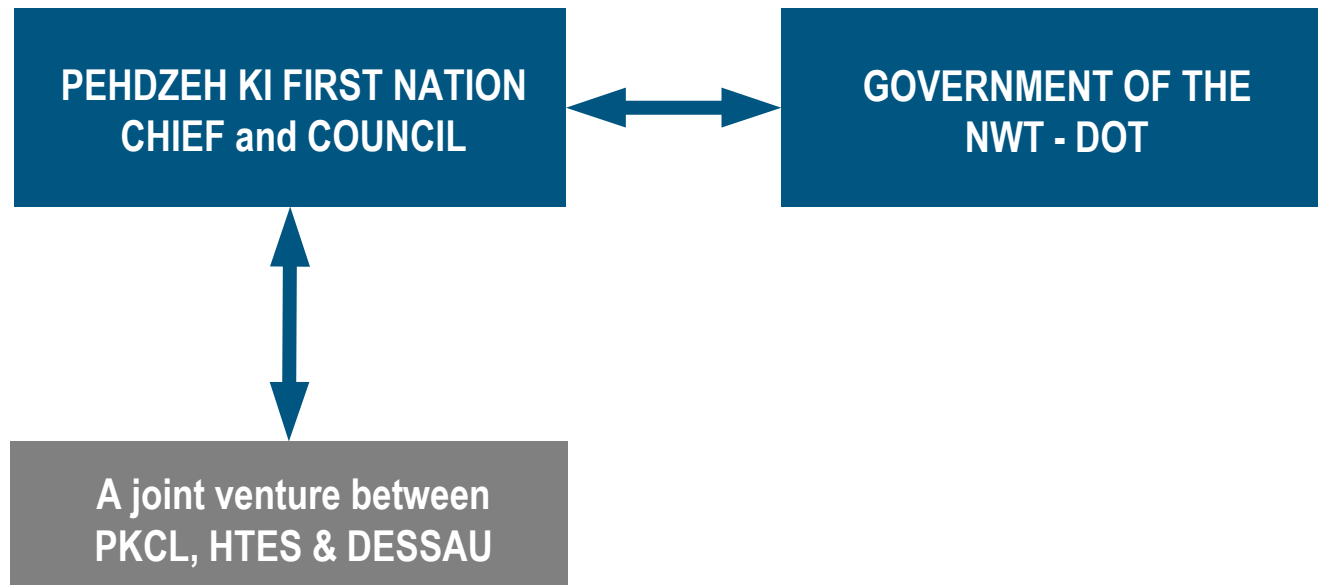 PEHDZEH KI FIRST NATION
CHIEF and COUNCIL
GOVERNMENT OF THE
NWT - DOT
A joint venture between
PKCL, HTES & DESSAU